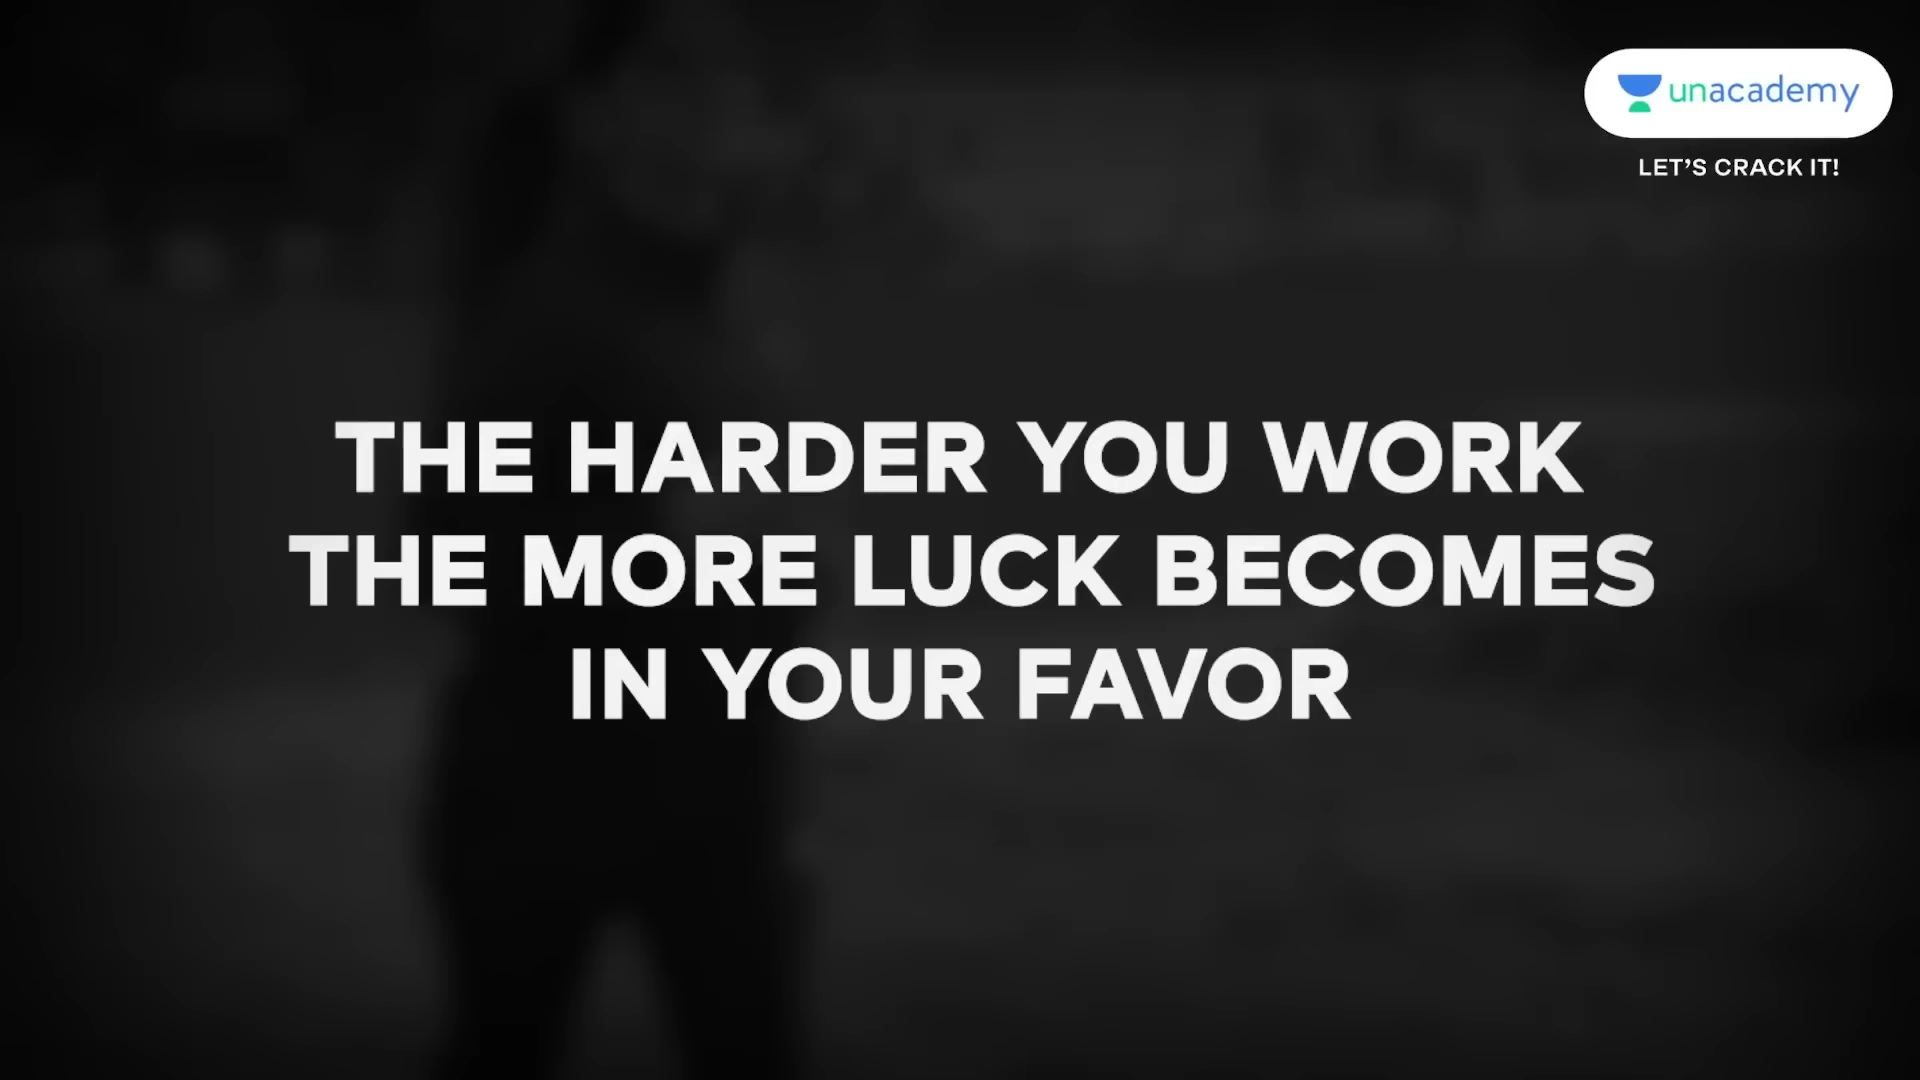 unacademy
LET’S CRACK IT!
THE HARDER YOU WORK
THE MORE LUCK BECOMES
IN YOUR FAVOR